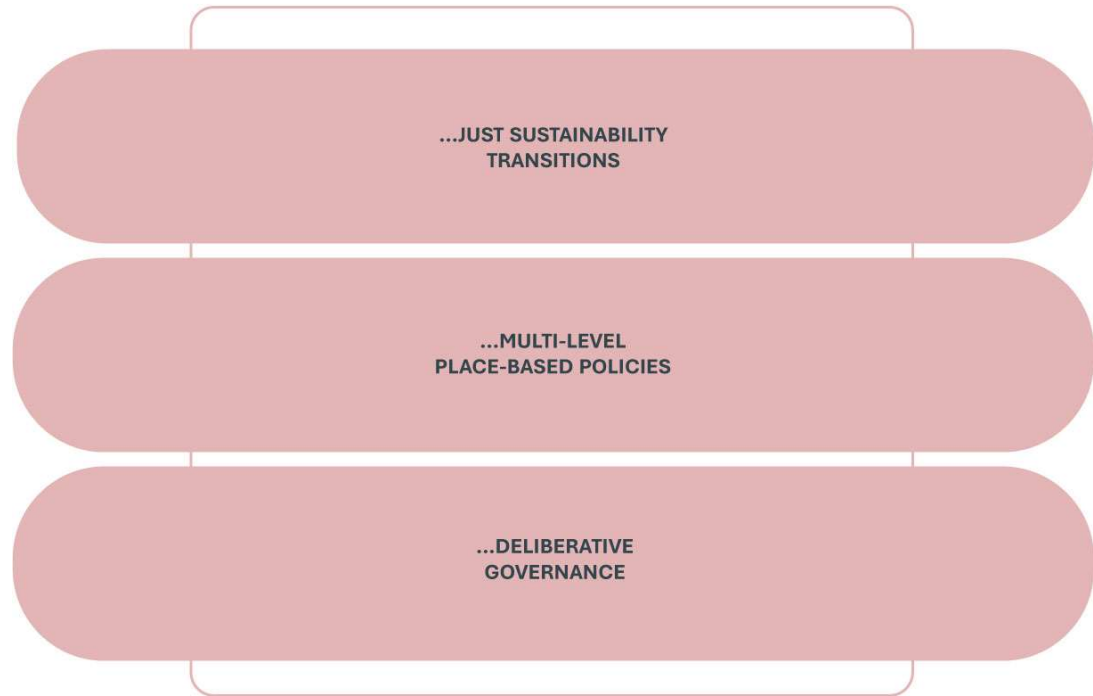 ...JUST SUSTAINABILITY
TRANSITIONS
...MULTI-LEVEL
PLACE-BASED POLICIES
...DELIBERATIVE
GOVERNANCE